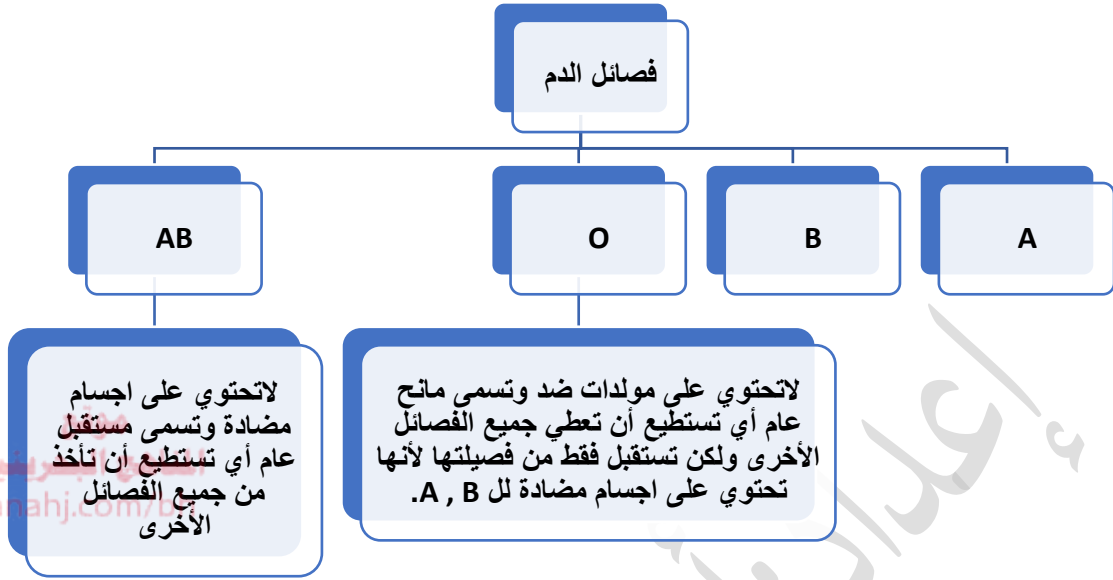 فصائل الدم
A
B
O
AB
لاتحتوي على مولدات ضد وتسمى مانح
عام أي تستطيع أن تعطي جميع الفصائل
الأخرى ولكن تستقبل فقط من فصيلتها لأنها
تحتوي على اجسام مضادة لل A , B.
لاتحتوي على اجسام
مضادة وتسمى مستقبل
عام أي تستطيع أن تأخذ
من جميع الفصائل
الأخرى
موقع